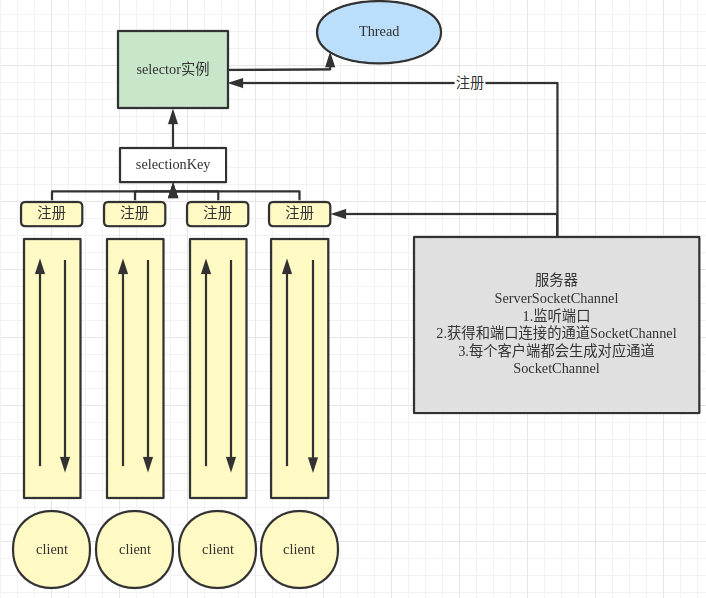 Thread
selector实例
注册
selectionKey
注册
注册
注册
注册
服务器
ServerSocketChannel
1.监听端口
2.获得和端口连接的通道SocketChannel
3.每个客户端都会生成对应通道
SocketChannel
client
client
client
client